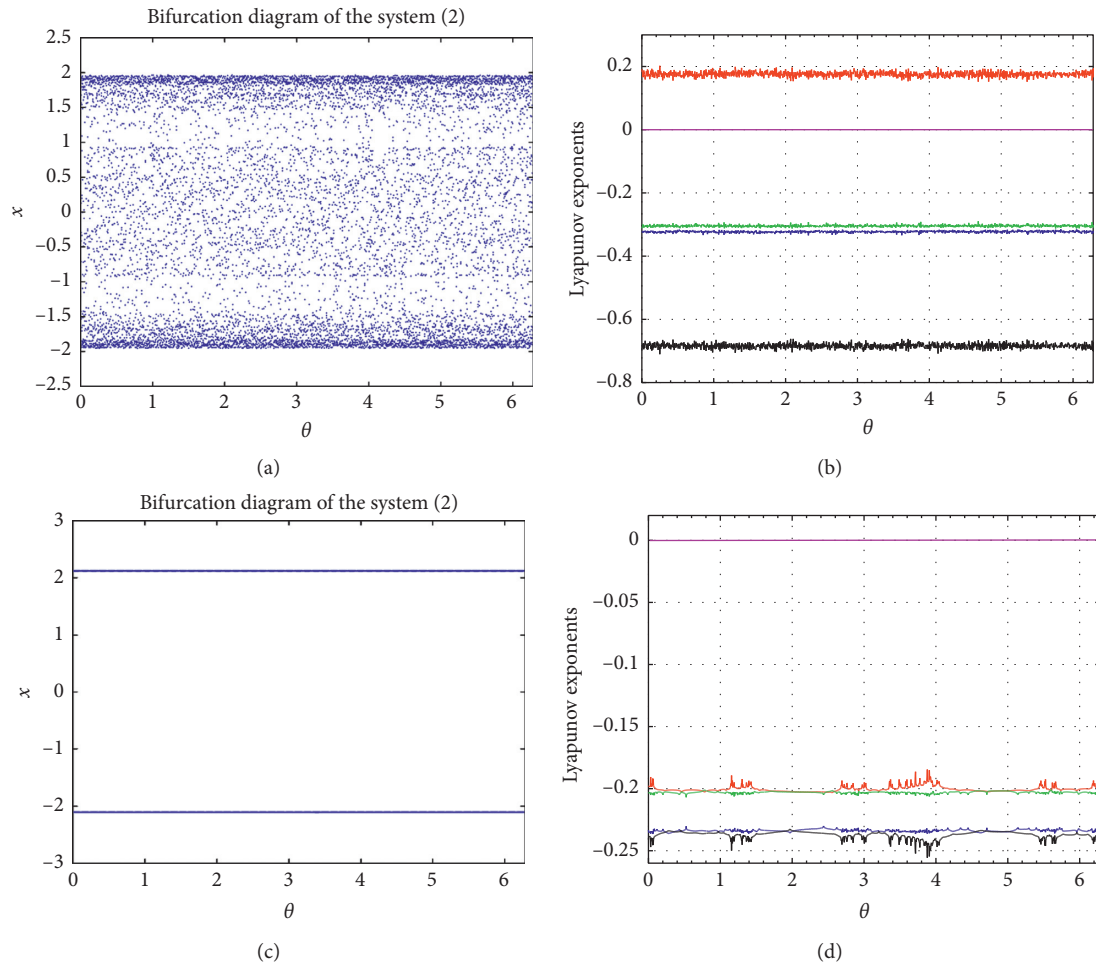 Bifurcation diagram of the system (2)
2.5
2
1.5
1
0.5
0
−0.5
−1
−1.5
−2
−2.5
x
0 1 2 3 4 5 6
θ
(a)
0.2
0
−0.2
−0.4
−0.6
−0.8
Lyapunov exponents
0 1 2 3 4 5 6
θ
(b)
Bifurcation diagram of the system (2)
3
2
1
0
−1
−2
−3
x
0 1 2 3 4 5 6
θ
(c)
0
−0.05
−0.1
−0.15
−0.2
−0.25
Lyapunov exponents
0 1 2 3 4 5 6
θ
(d)